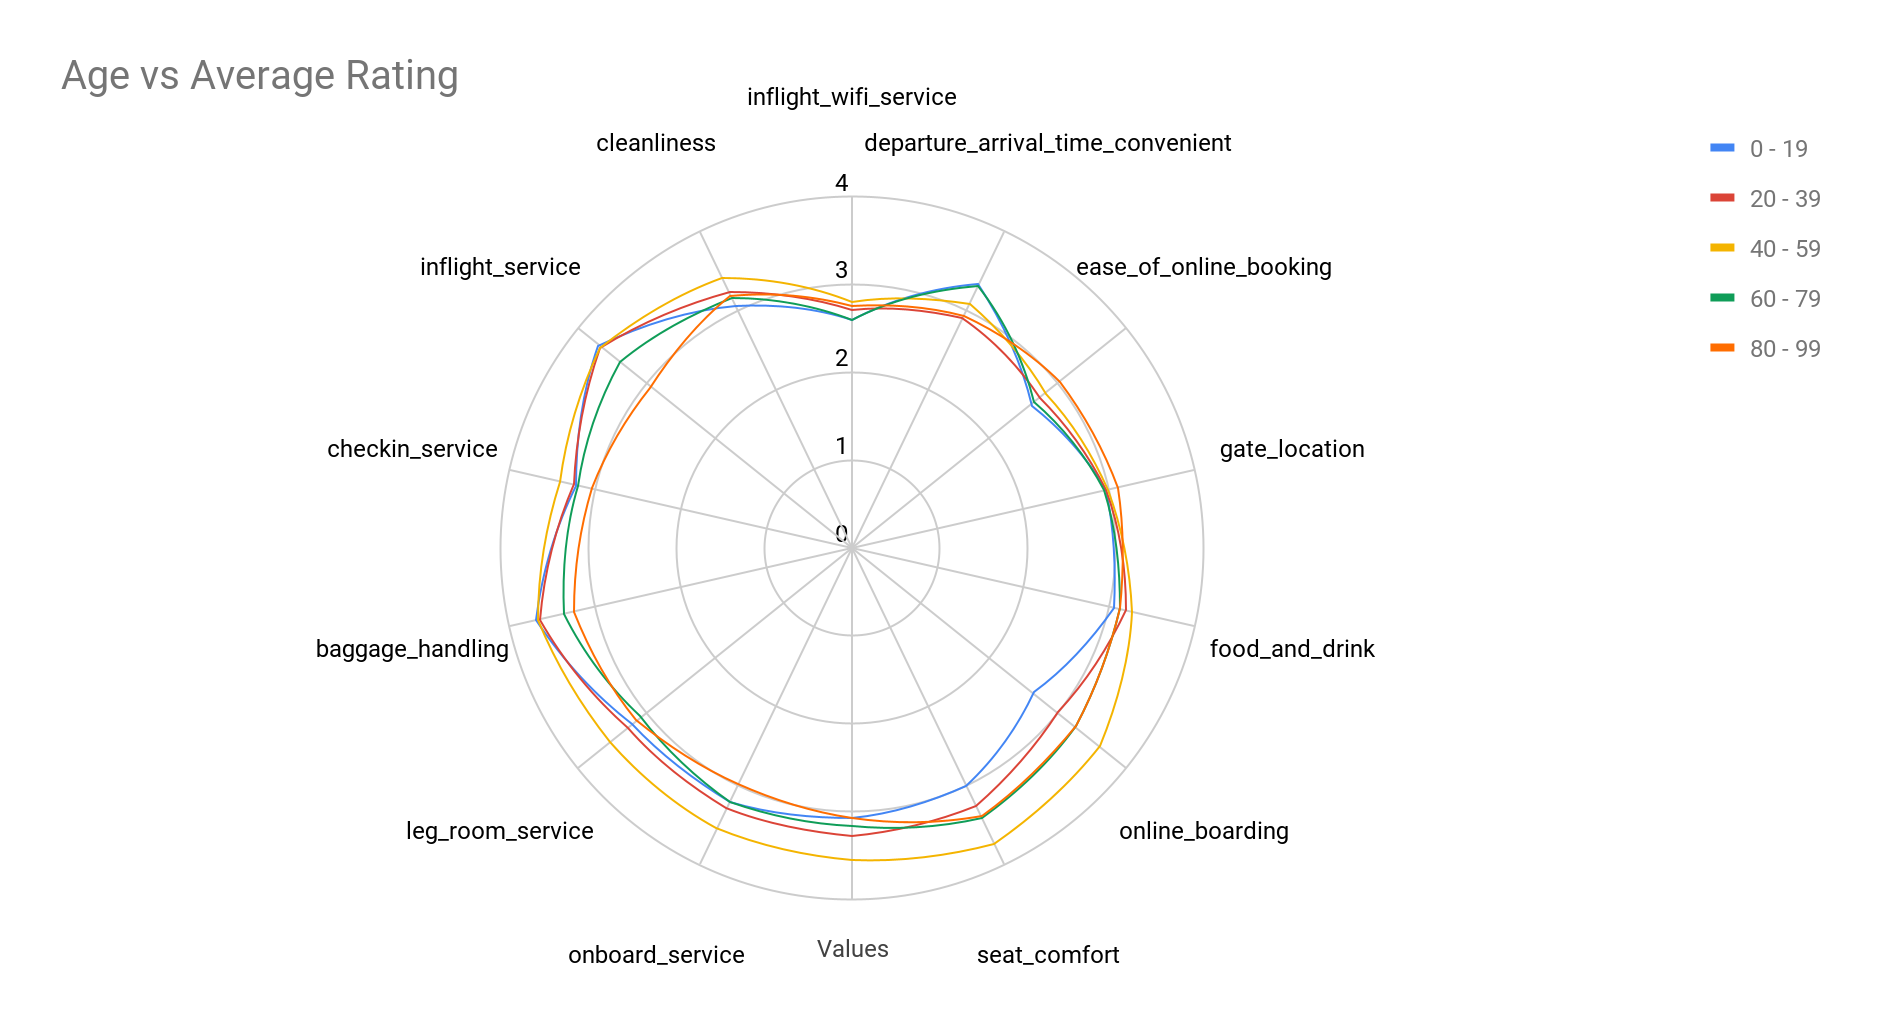 Age vs Average Rating
inflight_wifi_service
cleanliness
departure_arrival_time_convenient
0 - 19
4
20 - 39
40 - 59
inflight_service
3
ease_of_online_booking
60 - 79
80 - 99
2
checkin_service
1
gate_location
0
baggage_handling
food_and_drink
leg_room_service
online_boarding
onboard_service
Values
seat_comfort